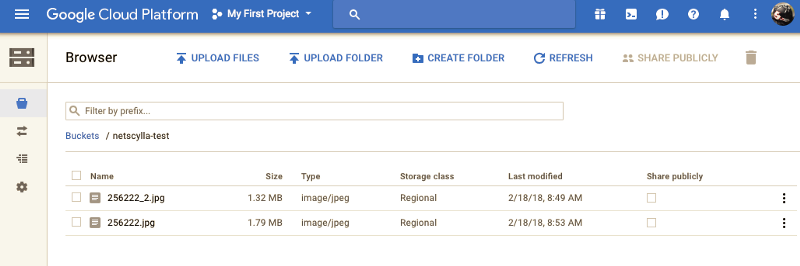 Google Cloud Platform My First Project
Browser UPLOAD FILES UPLOAD FOLDER CREATE FOLDER REFRESH SHARE PUBLICLY
Filter by prefix...
Buckets / netscylla-test
Name Size Type Storage class Last modified Share publicly
256222_2.jpg 1.32 MB image/jpeg Regional 2/18/18, 8:49 AM
256222.jpg 1.79 MB image/jpeg Regional 2/18/18, 8:53 AM